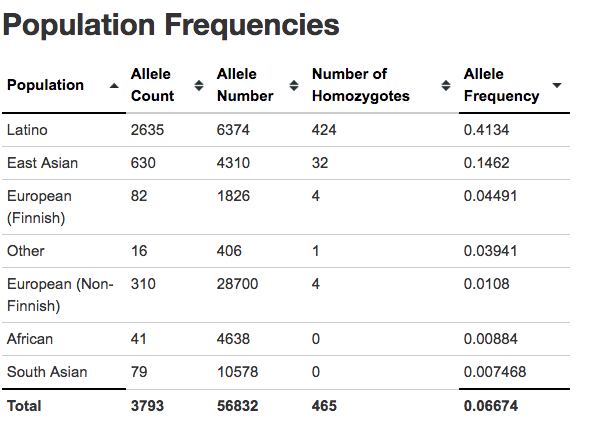 Population Frequencies
Population Allele Count Allele Number Number of Homozygotes Allele Frequency
Latino 2635 6374 424 0.4134
East Asian 630 4310 32 0.1462
European (Finnish) 82 1826 4 0.04491
Other 16 406 1 0.03941
European (Non-Finnish) 310 28700 4 0.0108
African 41 4638 0 0.00884
South Asian 79 10578 0 0.007468
Total 3793 56832 465 0.06674